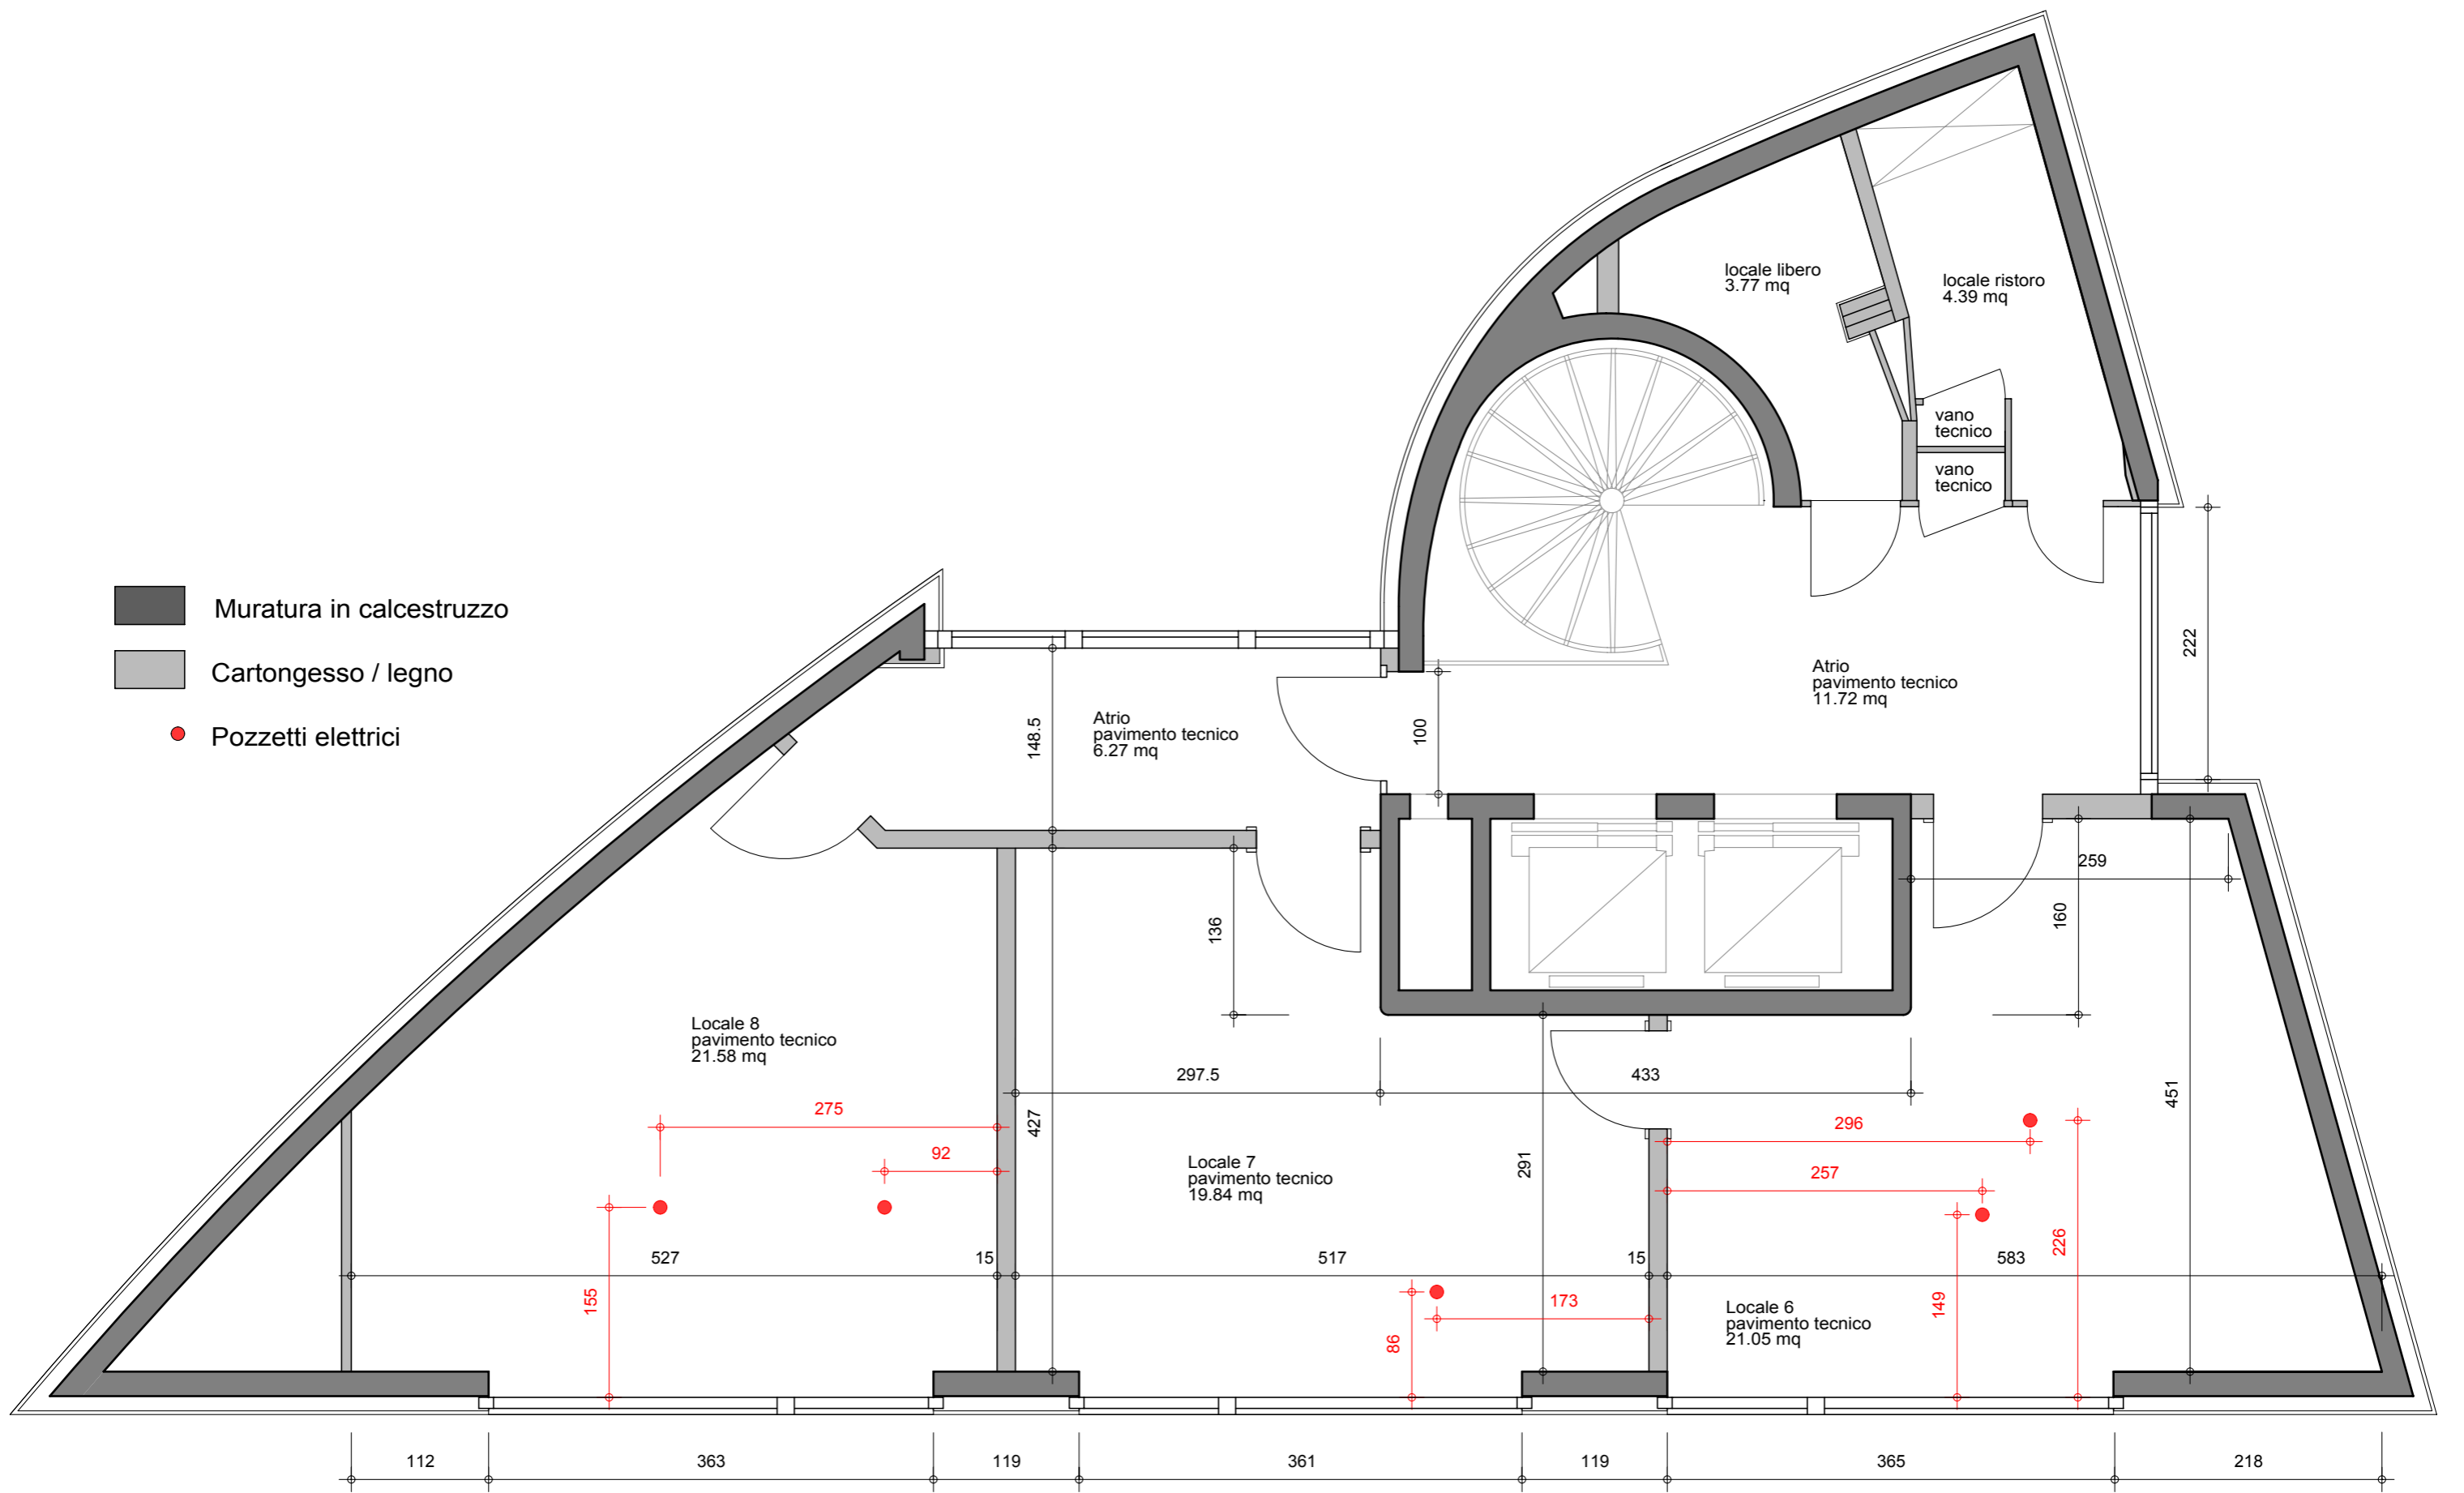 locale libero
3.77 mq
locale ristoro
4.39 mq
vano
tecnico
vano
tecnico
Muratura in calcestruzzo
Cartongesso / legno
Pozzetti elettrici
222
Atrio
pavimento tecnico
11.72 mq
Atrio
pavimento tecnico
6.27 mq
148.5
100
259
136
160
Locale 8
pavimento tecnico
21.58 mq
297.5
433
451
275
427
296
92
291
Locale 7
pavimento tecnico
19.84 mq
257
226
527
15
517
15
583
155
173
149
86
Locale 6
pavimento tecnico
21.05 mq
112
363
119
361
119
365
218